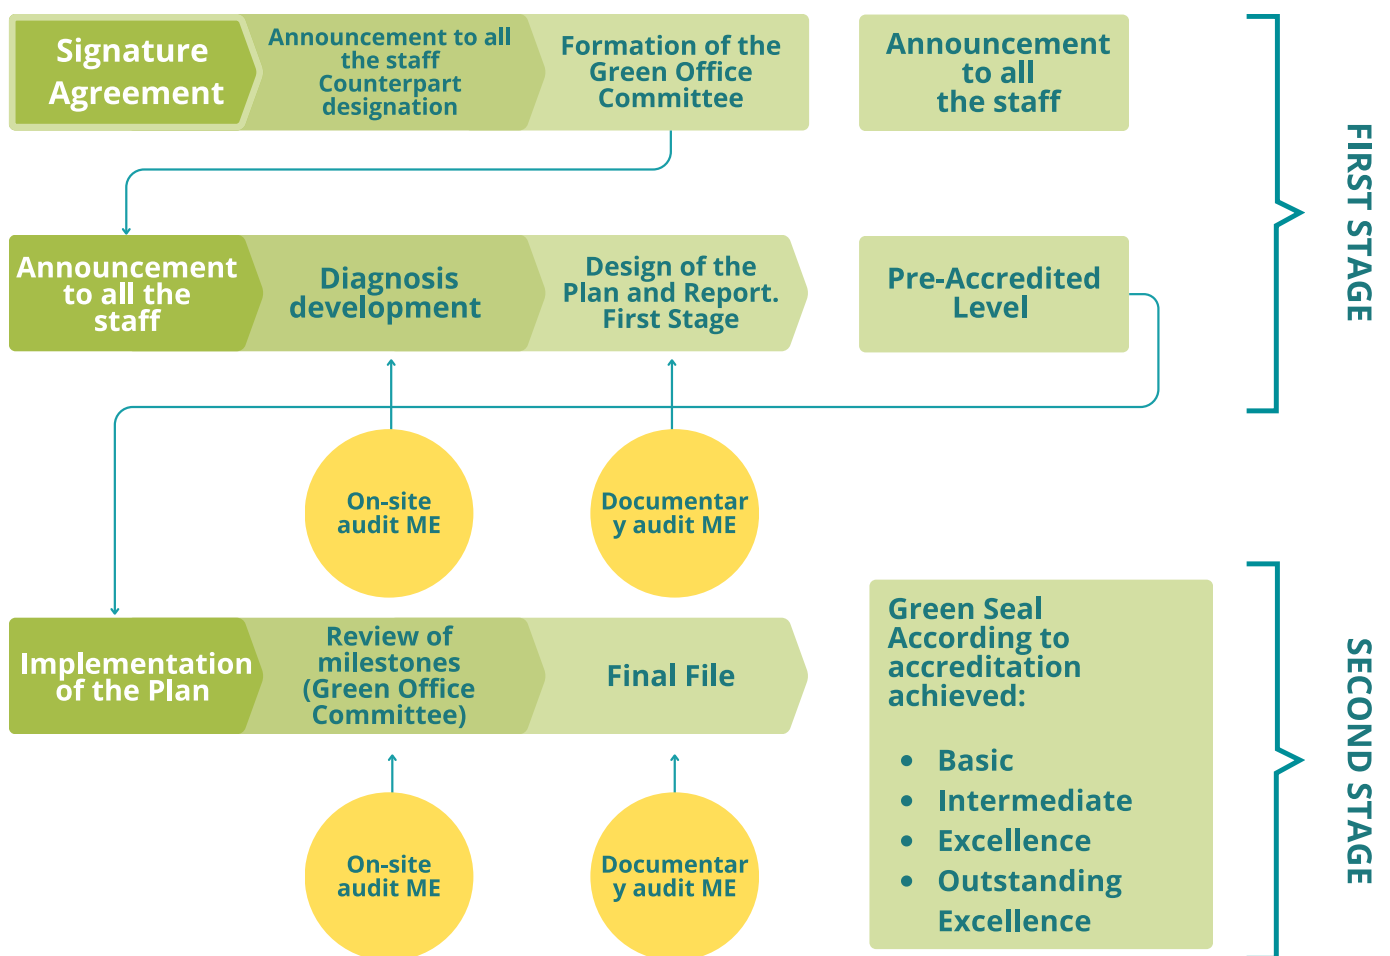 Signature
Agreement
Announcement to all
the staff
Counterpart
designation
Formation of the
Green Office
Committee
Announcement
to all
the staff
FIRST STAGE
Announcement
to all the
staff
Diagnosis
development
Design of the
Plan and Report.
First Stage
Pre-Accredited
Level
On-site
audit ME
Documentar
y audit ME
Implementation
of the Plan
Review of
milestones
(Green Office
Committee)
Final File
Green Seal
According to
accreditation
achieved:
• Basic
• Intermediate
• Excellence
• Outstanding
Excellence
SECOND STAGE
On-site
audit ME
Documentar
y audit ME